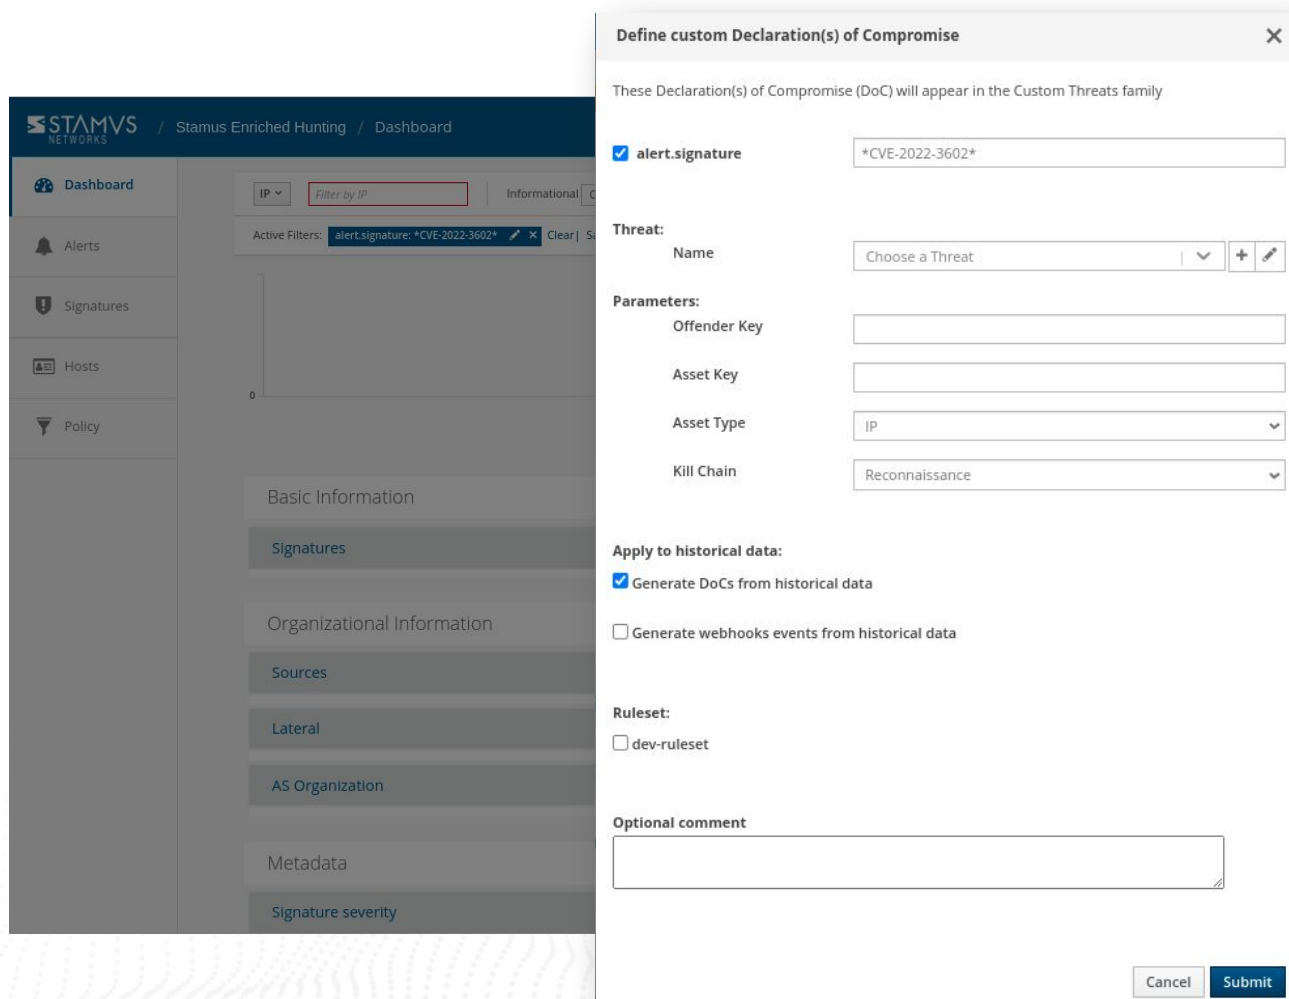 Define custom Declaration(s) of Compromise
These Declaration(s) of Compromise (DoC) will appear in the Custom Threats family
alert.signature
*CVE-2022-3602*
Threat:
Name
Choose a Threat
Parameters:
Offender Key
Asset Key
Asset Type
IP
Kill Chain
Reconnaissance
Apply to historical data:
Generate DoCs from historical data
Generate webhooks events from historical data
Ruleset:
dev-ruleset
Optional comment
Cancel
Submit
STAMVS
NETWORKS
/ Stamus Enriched Hunting / Dashboard
Dashboard
Alerts
Signatures
Hosts
Policy
IP
Filter by IP
Informational
Active Filters: alert.signature: *CVE-2022-3602* Clear|
0
Basic Information
Signatures
Organizational Information
Sources
Lateral
AS Organization
Metadata
Signature severity